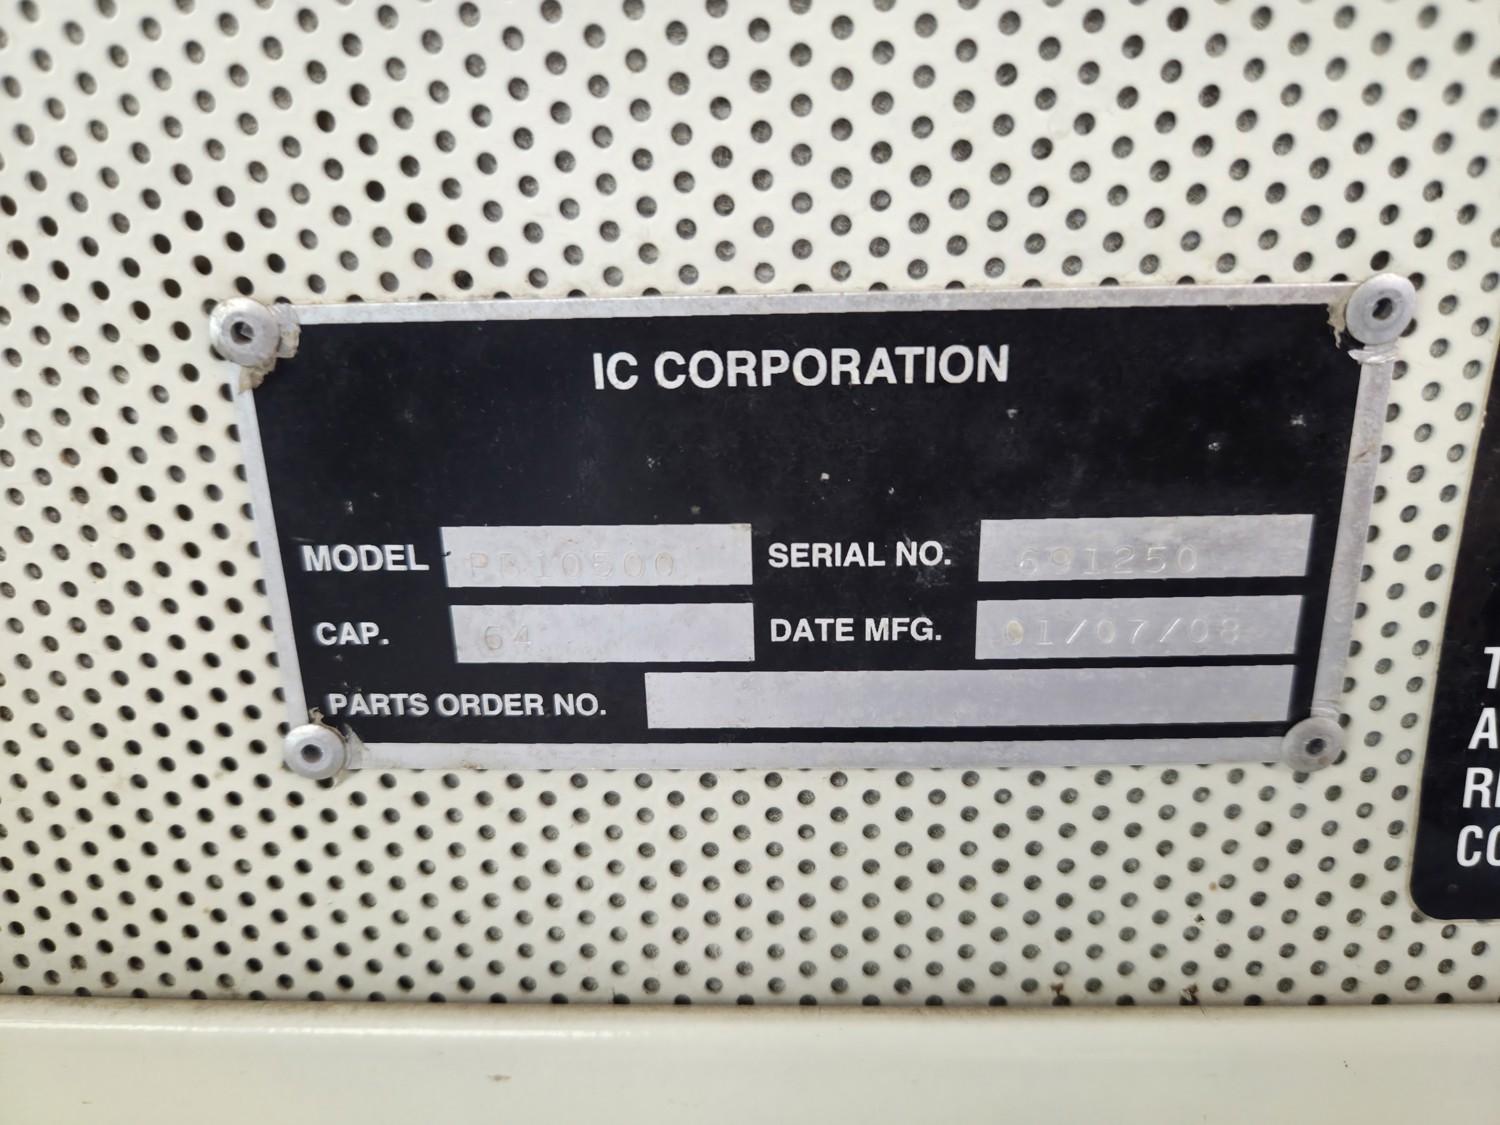 IC CORPORATION
MODEL PB10500 SERIAL NO. 691250
CAP. 64 DATE MFG. 01/07/08
PARTS ORDER NO.